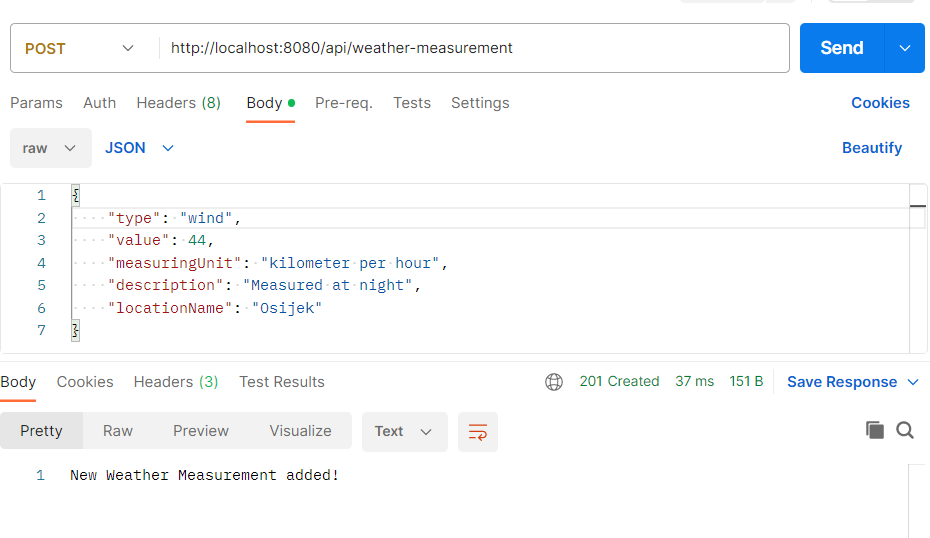 POST http://localhost:8080/api/weather-measurement Send
Params Auth Headers (8) Body Pre-req. Tests Settings Cookies
raw JSON Beautify
1 {
2 ····"type":·"wind",
3 ····"value":·44,
4 ····"measuringUnit":·"kilometer·per·hour",
5 ····"description":·"Measured·at·night",
6 ····"locationName":·"Osijek"
7 }
Body Cookies Headers (3) Test Results 201 Created 37 ms 151 B Save Response
Pretty Raw Preview Visualize Text
1 New Weather Measurement added!